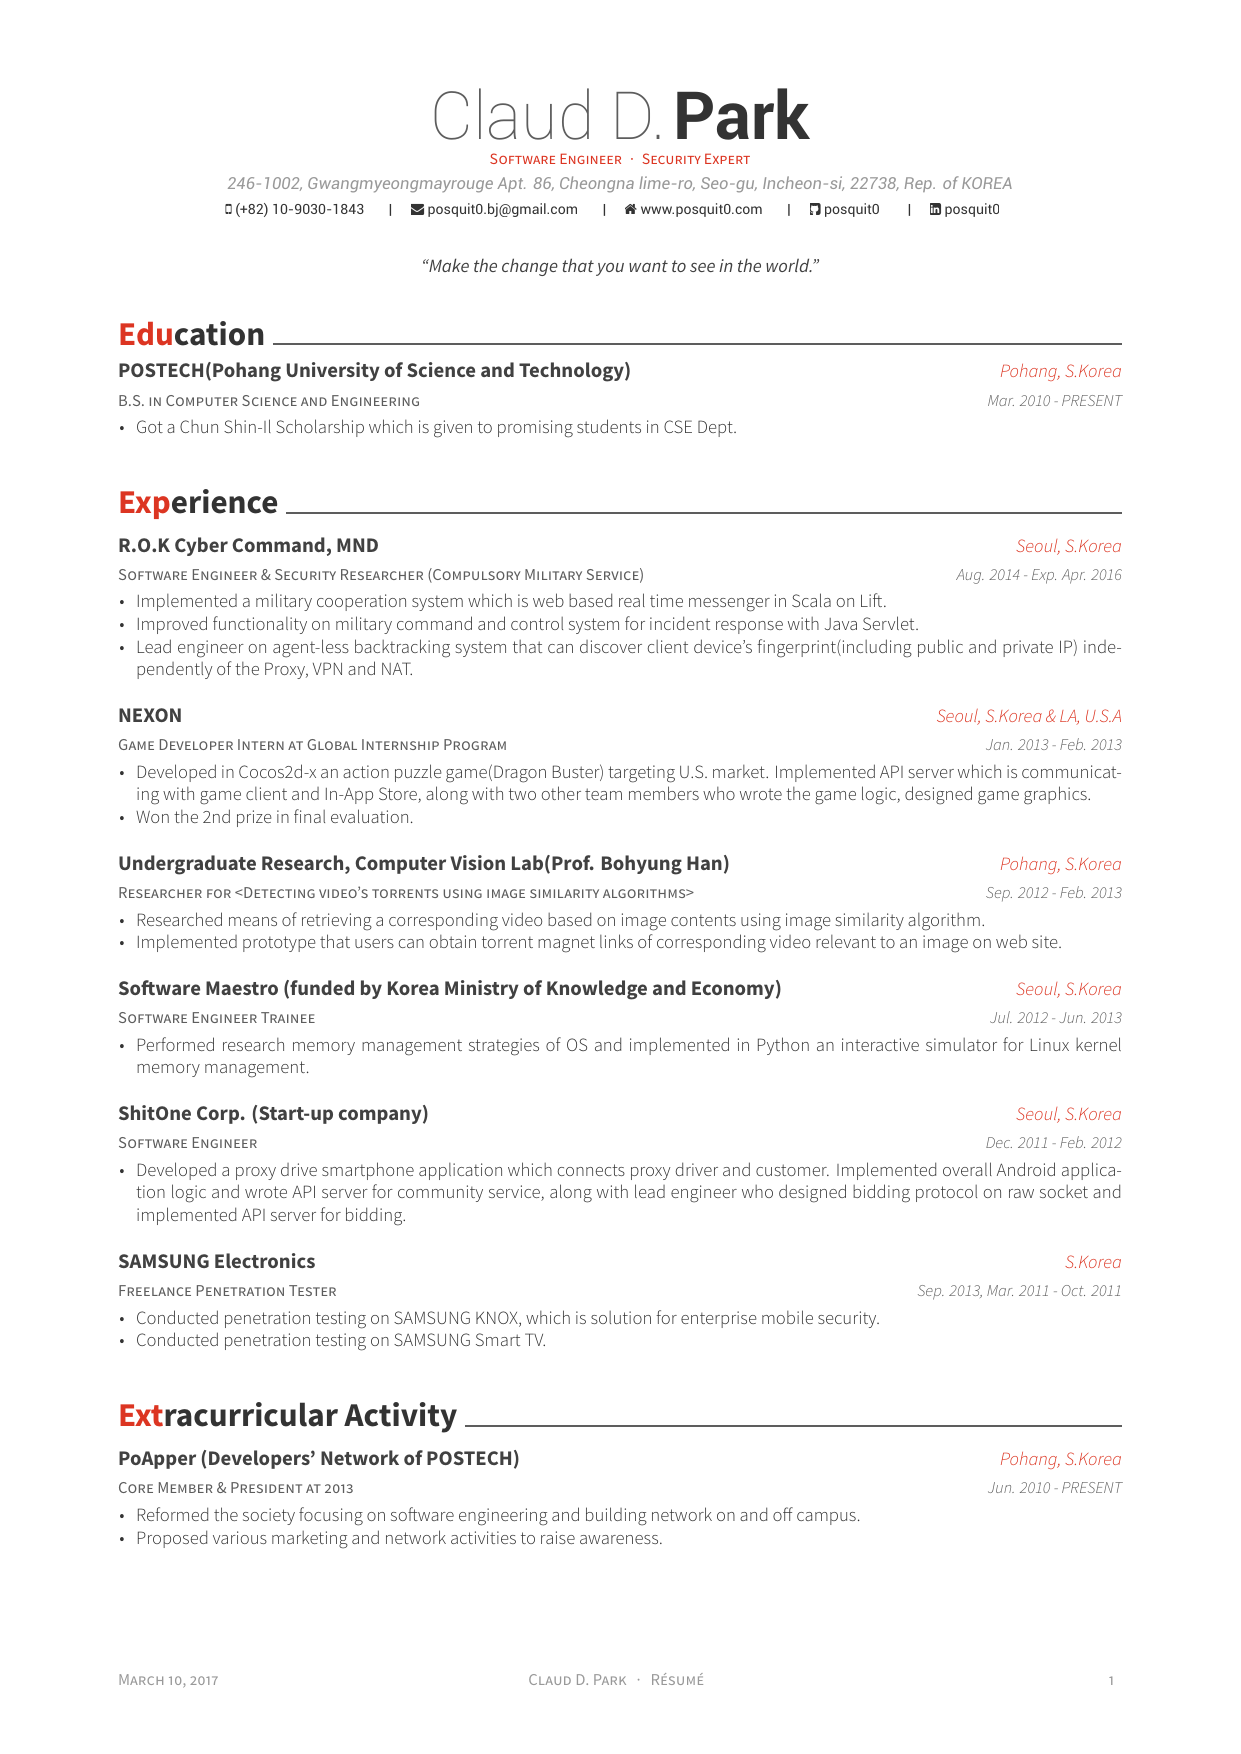 Claud D. Park
Software Engineer · Security Expert
246-1002, Gwangmyeongmayrouge Apt. 86, Cheongna lime-ro, Seo-gu, Incheon-si, 22738, Rep. of KOREA
(+82) 10-9030-1843 | posquit0.bj@gmail.com | www.posquit0.com | posquit0 | posquit0
“Make the change that you want to see in the world.”
Education
POSTECH(Pohang University of Science and Technology) Pohang, S.Korea
B.S. in Computer Science and Engineering Mar. 2010 - PRESENT
• Got a Chun Shin-Il Scholarship which is given to promising students in CSE Dept.
Experience
R.O.K Cyber Command, MND Seoul, S.Korea
Software Engineer & Security Researcher (Compulsory Military Service) Aug. 2014 - Exp. Apr. 2016
• Implemented a military cooperation system which is web based real time messenger in Scala on Lift.
• Improved functionality on military command and control system for incident response with Java Servlet.
• Lead engineer on agent-less backtracking system that can discover client device’s fingerprint(including public and private IP) inde-
pendently of the Proxy, VPN and NAT.
NEXON Seoul, S.Korea & LA, U.S.A
Game Developer Intern at Global Internship Program Jan. 2013 - Feb. 2013
• Developed in Cocos2d-x an action puzzle game(Dragon Buster) targeting U.S. market. Implemented API server which is communicat-
ing with game client and In-App Store, along with two other team members who wrote the game logic, designed game graphics.
• Won the 2nd prize in final evaluation.
Undergraduate Research, Computer Vision Lab(Prof. Bohyung Han) Pohang, S.Korea
Researcher for <Detecting video’s torrents using image similarity algorithms> Sep. 2012 - Feb. 2013
• Researched means of retrieving a corresponding video based on image contents using image similarity algorithm.
• Implemented prototype that users can obtain torrent magnet links of corresponding video relevant to an image on web site.
Software Maestro (funded by Korea Ministry of Knowledge and Economy) Seoul, S.Korea
Software Engineer Trainee Jul. 2012 - Jun. 2013
• Performed research memory management strategies of OS and implemented in Python an interactive simulator for Linux kernel
memory management.
ShitOne Corp. (Start-up company) Seoul, S.Korea
Software Engineer Dec. 2011 - Feb. 2012
• Developed a proxy drive smartphone application which connects proxy driver and customer. Implemented overall Android applica-
tion logic and wrote API server for community service, along with lead engineer who designed bidding protocol on raw socket and
implemented API server for bidding.
SAMSUNG Electronics S.Korea
Freelance Penetration Tester Sep. 2013, Mar. 2011 - Oct. 2011
• Conducted penetration testing on SAMSUNG KNOX, which is solution for enterprise mobile security.
• Conducted penetration testing on SAMSUNG Smart TV.
Extracurricular Activity
PoApper (Developers’ Network of POSTECH) Pohang, S.Korea
Core Member & President at 2013 Jun. 2010 - PRESENT
• Reformed the society focusing on software engineering and building network on and off campus.
• Proposed various marketing and network activities to raise awareness.
March 10, 2017 Claud D. Park · Résumé 1